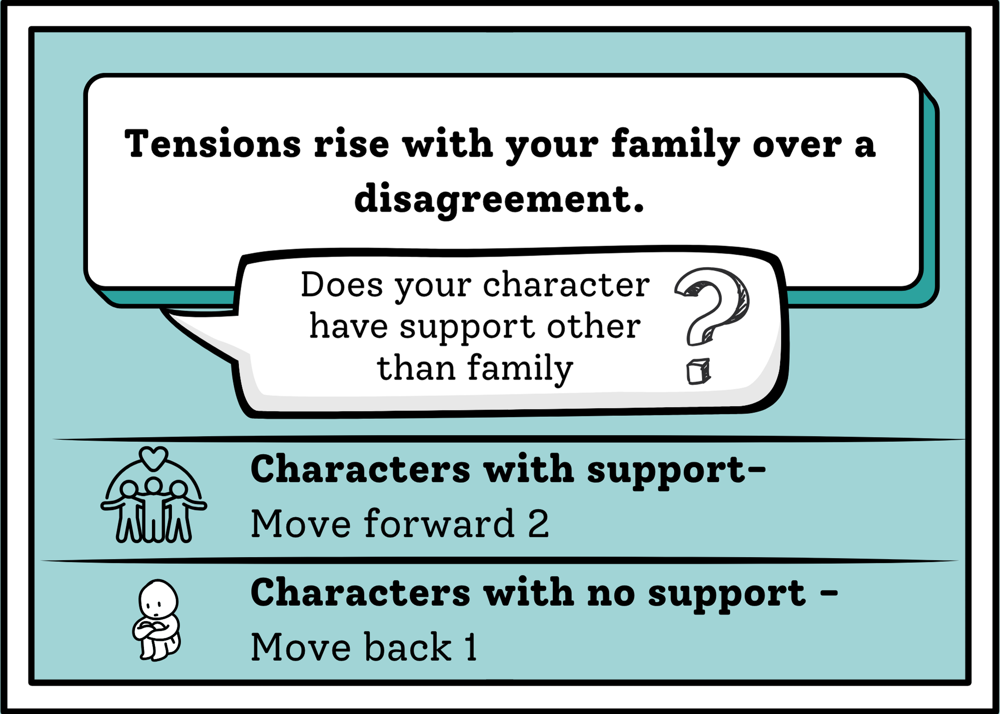 Tensions rise with your family over a
disagreement.
Does your character
have support other
than family
?
Characters with support-
Move forward 2
Characters with no support -
Move back 1